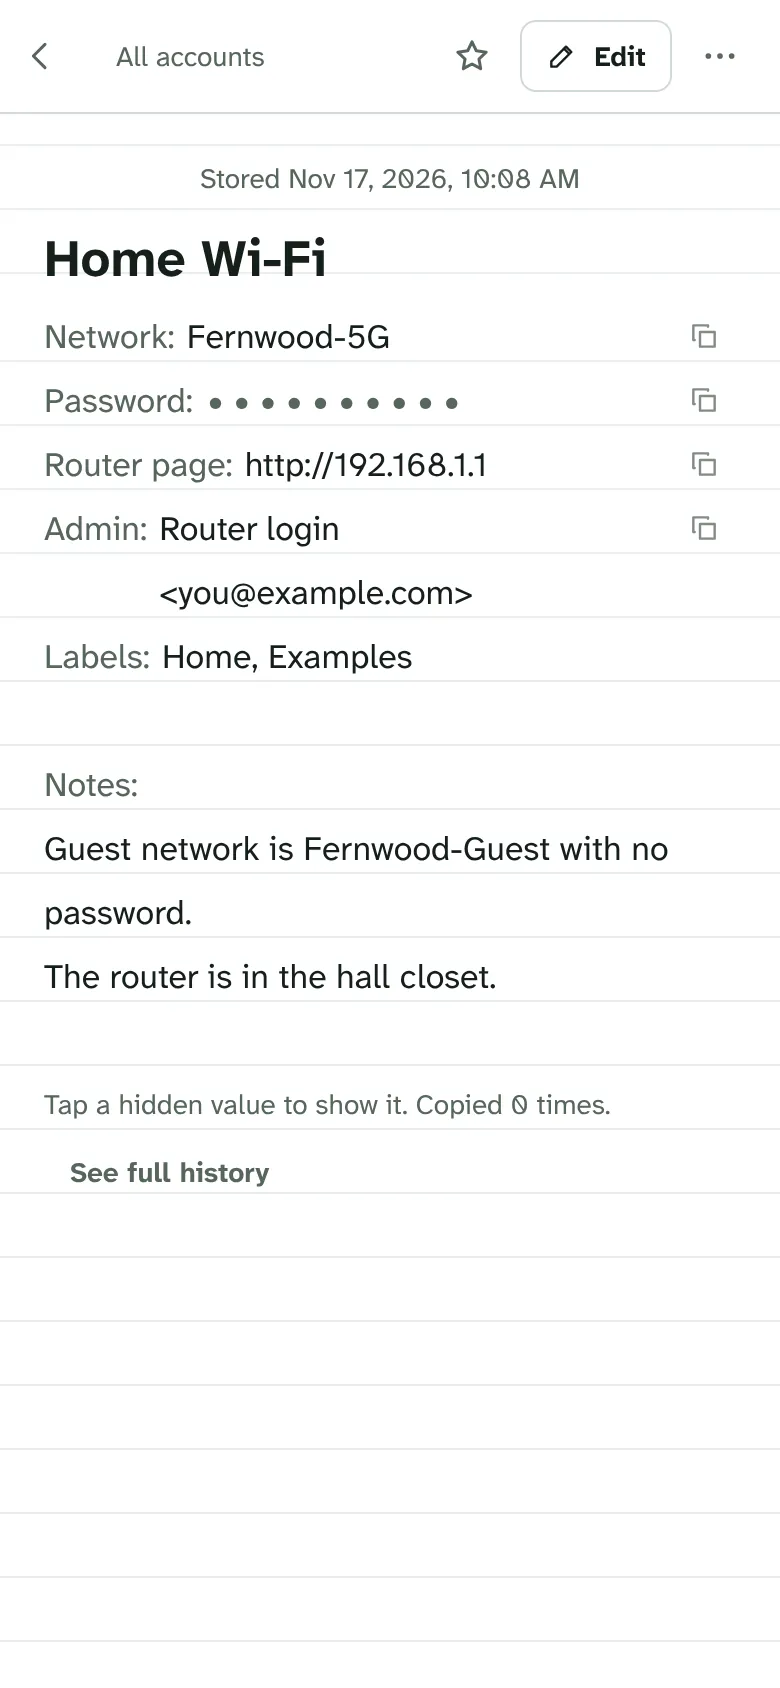 All accounts
Edit
Stored Nov 17, 2026, 10:08 AM
Home Wi-Fi
Network: Fernwood-5G
Password: ••••••••••
Router page: http://192.168.1.1
Admin: Router login
<you@example.com>
Labels: Home, Examples
Notes:
Guest network is Fernwood-Guest with no
password.
The router is in the hall closet.
Tap a hidden value to show it. Copied 0 times.
See full history